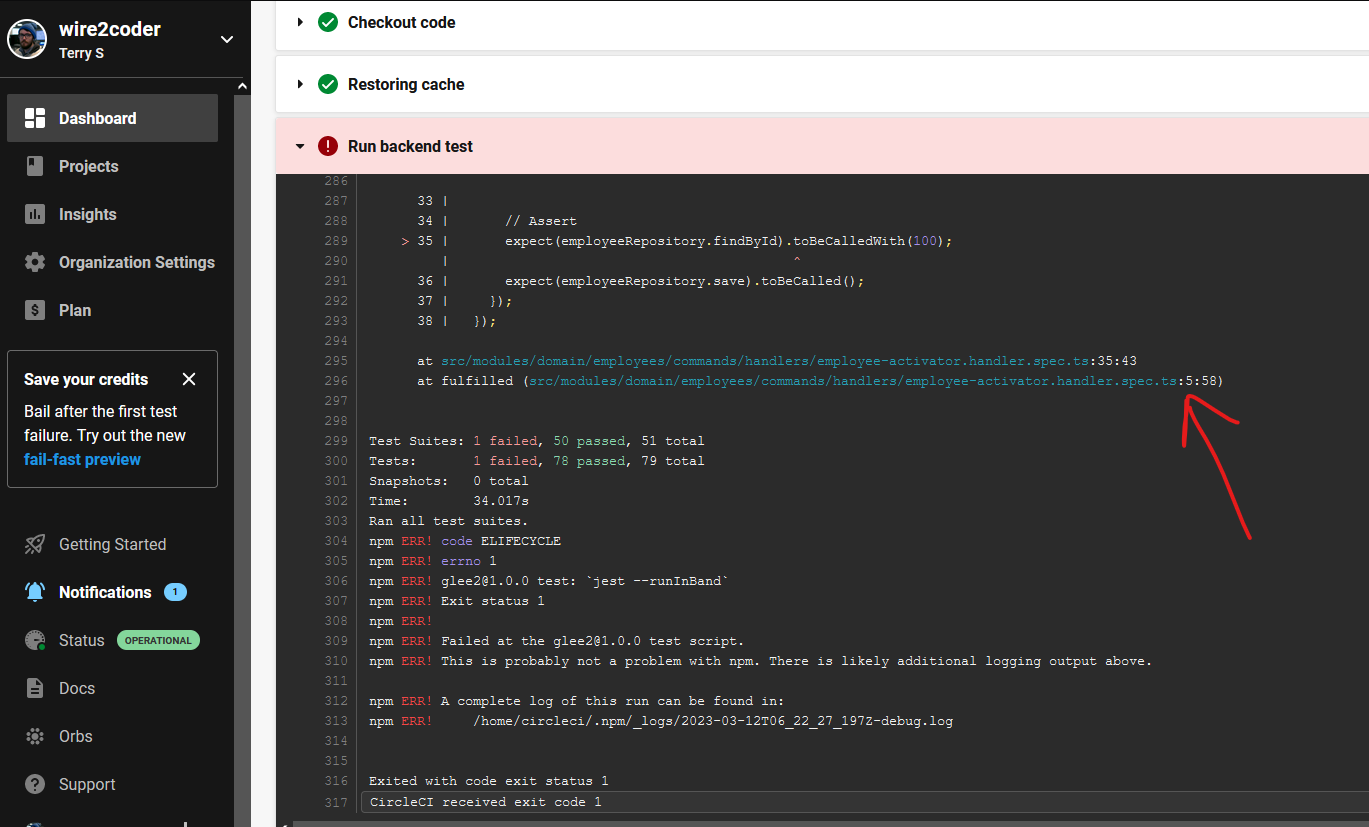 wire2coder
Terry S
Dashboard
Projects
Insights
Organization Settings
Plan
Save your credits
Bail after the first test
failure. Try out the new
fail-fast preview
Getting Started
Notifications 1
Status OPERATIONAL
Docs
Orbs
Support
Checkout code
Restoring cache
Run backend test
286
287 33 |
288 34 | // Assert
289 > 35 | expect(employeeRepository.findById).toBeCalledWith(100);
290 | ^
291 36 | expect(employeeRepository.save).toBeCalled();
292 37 | });
293 38 | });
294
295 at src/modules/domain/employees/commands/handlers/employee-activator.handler.spec.ts:35:43
296 at fulfilled (src/modules/domain/employees/commands/handlers/employee-activator.handler.spec.ts:5:58)
297
298
299 Test Suites: 1 failed, 50 passed, 51 total
300 Tests: 1 failed, 78 passed, 79 total
301 Snapshots: 0 total
302 Time: 34.017s
303 Ran all test suites.
304 npm ERR! code ELIFECYCLE
305 npm ERR! errno 1
306 npm ERR! glee2@1.0.0 test: `jest --runInBand`
307 npm ERR! Exit status 1
308 npm ERR!
309 npm ERR! Failed at the glee2@1.0.0 test script.
310 npm ERR! This is probably not a problem with npm. There is likely additional logging output above.
311
312 npm ERR! A complete log of this run can be found in:
313 npm ERR! /home/circleci/.npm/_logs/2023-03-12T06_22_27_197Z-debug.log
314
315
316 Exited with code exit status 1
317 CircleCI received exit code 1